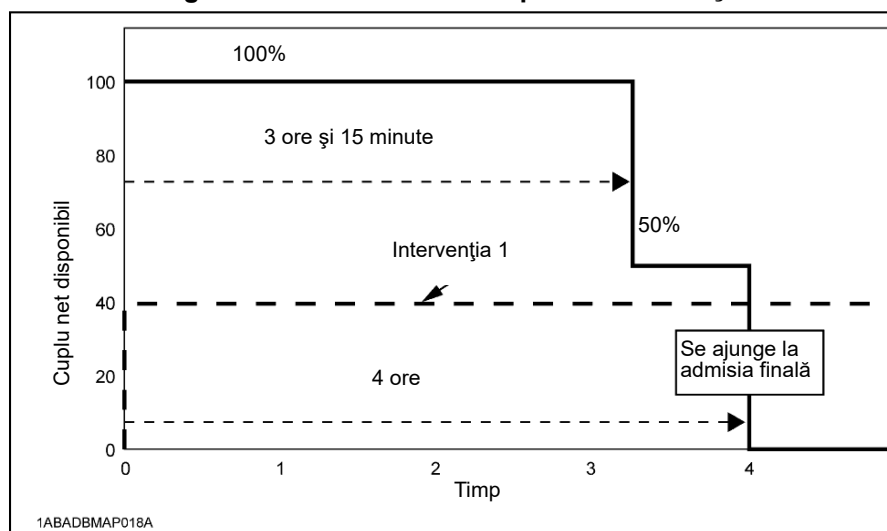 100%
100
3 ore şi 15 minute
80
60
50%
Intervenţia 1
40
Se ajunge la
admisia finală
4 ore
20
0
0 1 2 3 4
Cuplu net disponibil
Timp
1ABADBMAP018A